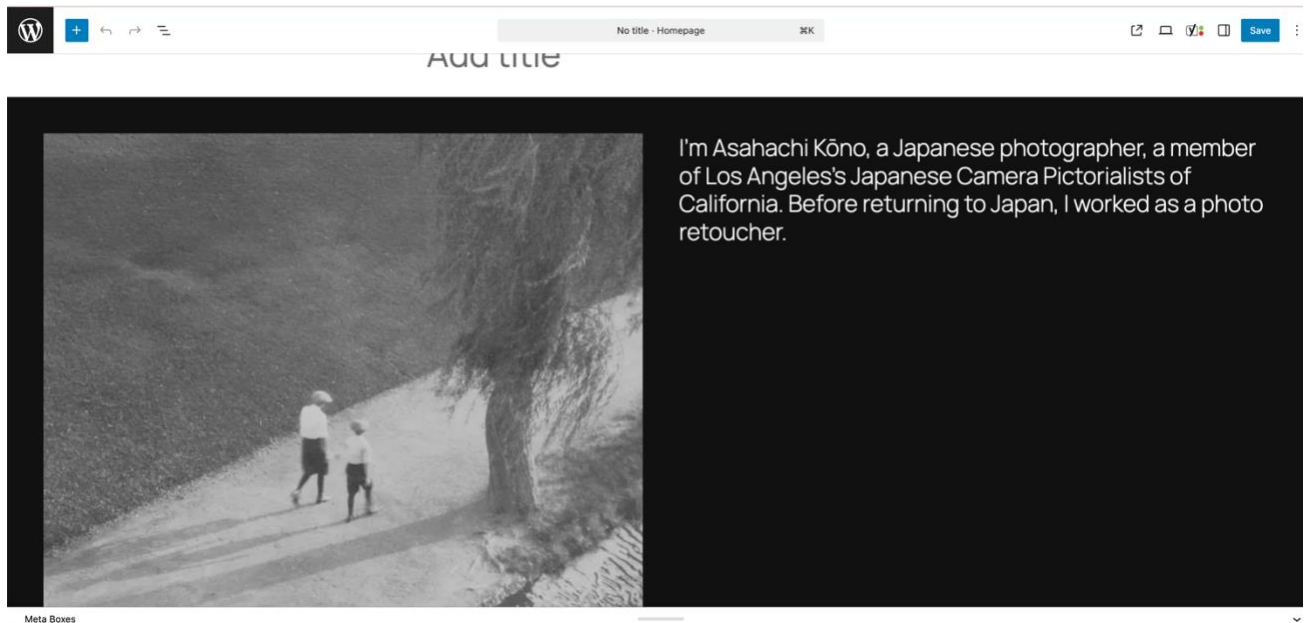 No title · Homepage ⌘K
Save
Add title
I'm Asahachi Kōno, a Japanese photographer, a member
of Los Angeles's Japanese Camera Pictorialists of
California. Before returning to Japan, I worked as a photo
retoucher.
Meta Boxes